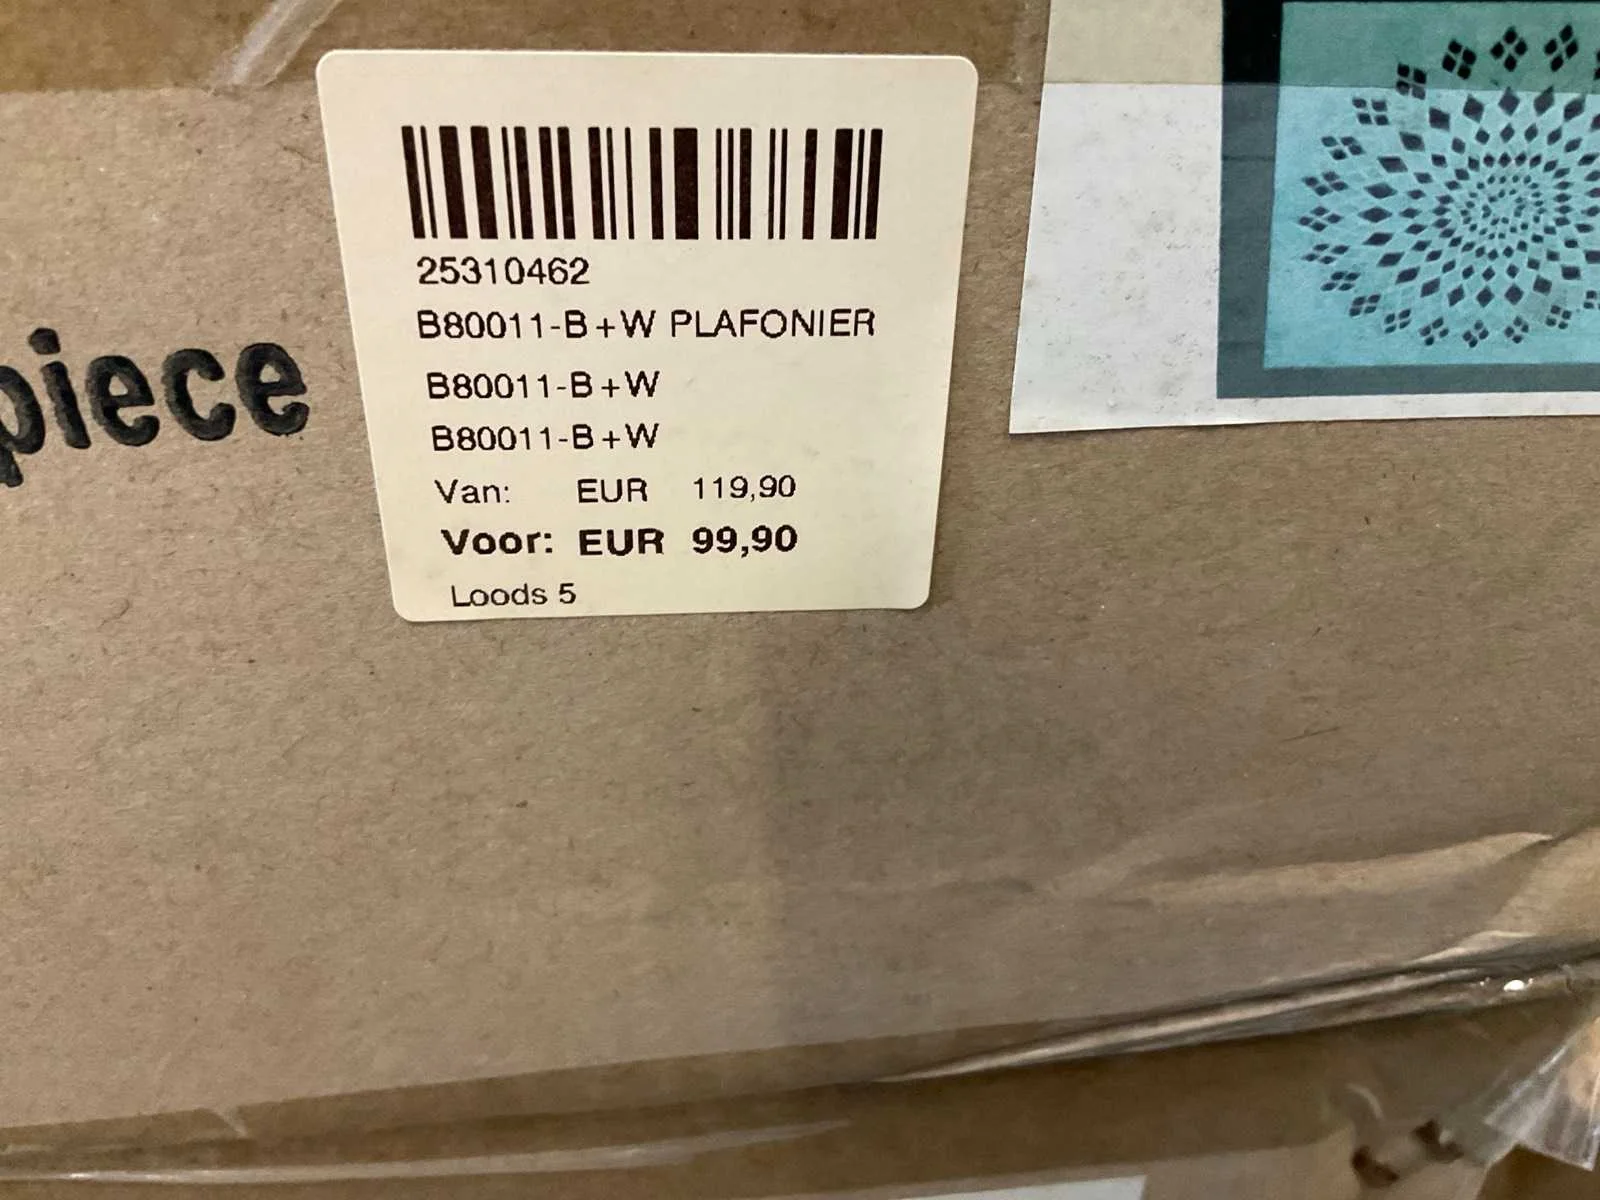 25310462
B80011-B+W PLAFONIER
B80011-B+W
B80011-B+W
Van: EUR 119,90
Voor: EUR 99,90
Loods 5
piece